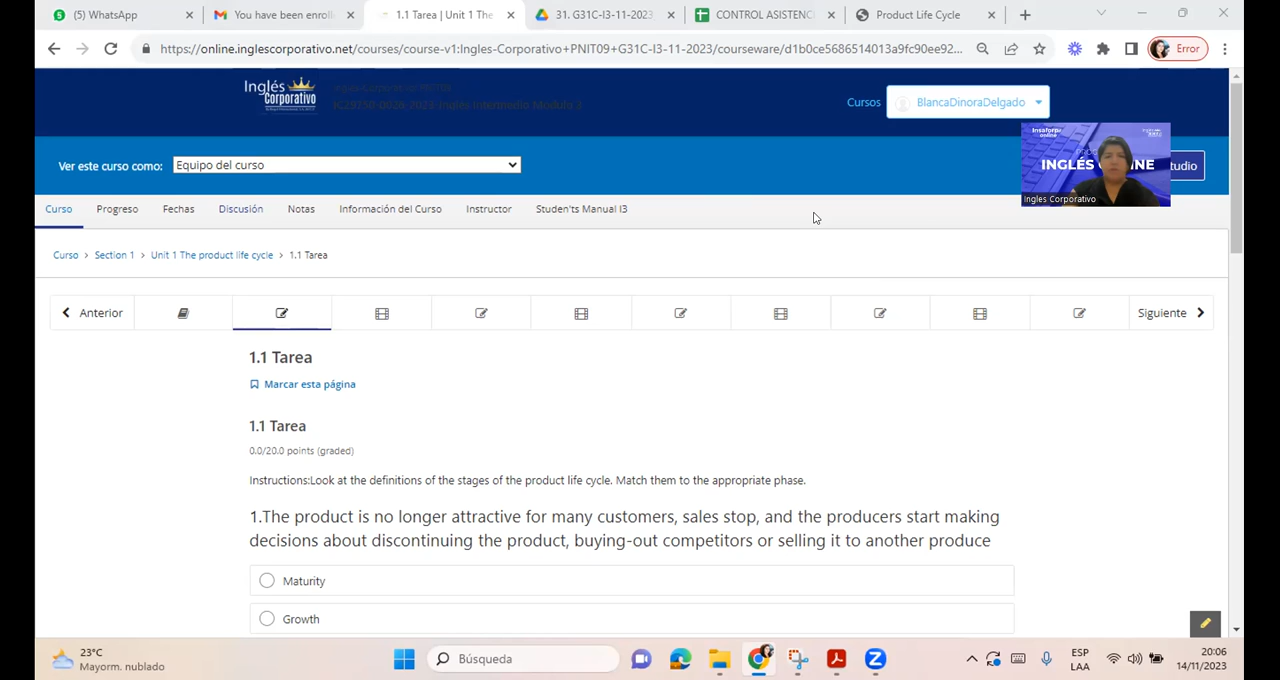 (5) WhatsApp
You have been enroll
1.1 Tarea | Unit 1 The
31. G31C-I3-11-2023
CONTROL ASISTENC
Product Life Cycle
https://online.inglescorporativo.net/courses/course-v1:Ingles-Corporativo+PNIT09+G31C-I3-11-2023/courseware/d1b0ce5686514013a9fc90ee92...
Error
Inglés
Corporativo
Cursos
BlancaDinoraDelgado
Ver este curso como:
Equipo del curso
INGLÉS
Ingles Corporativo
Curso
Progreso
Fechas
Discusión
Notas
Información del Curso
Instructor
Studen'ts Manual I3
Curso > Section 1 > Unit 1 The product life cycle > 1.1 Tarea
Anterior
Siguiente
1.1 Tarea
Marcar esta página
1.1 Tarea
0.0/20.0 points (graded)
Instructions:Look at the definitions of the stages of the product life cycle. Match them to the appropriate phase.
1.The product is no longer attractive for many customers, sales stop, and the producers start making
decisions about discontinuing the product, buying-out competitors or selling it to another produce
Maturity
Growth
23°C
Mayorm. nublado
Búsqueda
ESP
LAA
20:06
14/11/2023